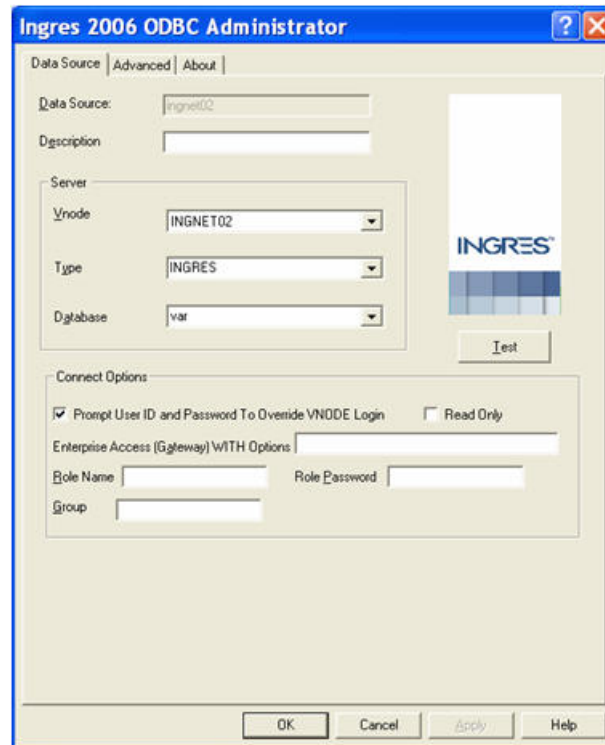 Ingres 2006 ODBC Administrator
Data Source Advanced About
Data Source: ingnet02
Description
Server
Vnode INGNET02
Type INGRES
Database var
INGRES™
Test
Connect Options
Prompt User ID and Password To Override VNODE Login Read Only
Enterprise Access (Gateway) WITH Options
Role Name Role Password
Group
OK Cancel Apply Help